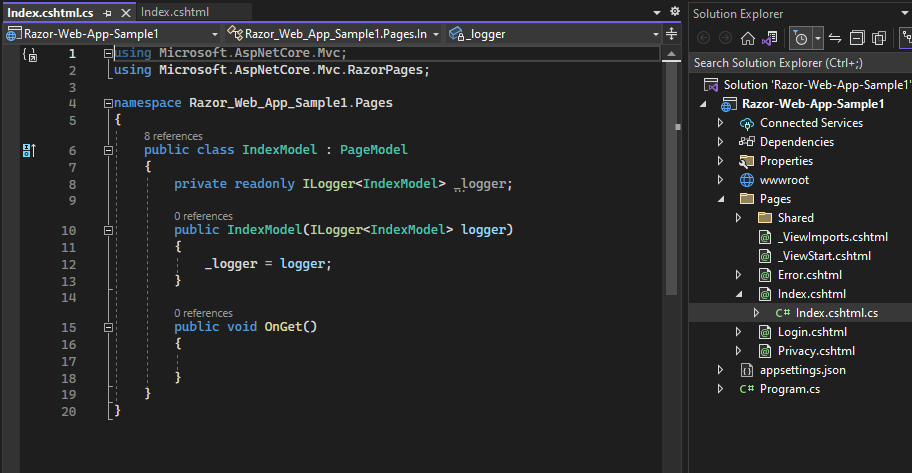 Index.cshtml.cs
Index.cshtml
Razor-Web-App-Sample1
Razor_Web_App_Sample1.Pages.In
_logger
1 using Microsoft.AspNetCore.Mvc;
2 using Microsoft.AspNetCore.Mvc.RazorPages;
3
4 namespace Razor_Web_App_Sample1.Pages
5 {
8 references
6 public class IndexModel : PageModel
7 {
8 private readonly ILogger<IndexModel> _logger;
9
0 references
10 public IndexModel(ILogger<IndexModel> logger)
11 {
12 _logger = logger;
13 }
14
0 references
15 public void OnGet()
16 {
17
18 }
19 }
20 }
Solution Explorer
Search Solution Explorer (Ctrl+;)
Solution 'Razor-Web-App-Sample1'
Razor-Web-App-Sample1
Connected Services
Dependencies
Properties
wwwroot
Pages
Shared
_ViewImports.cshtml
_ViewStart.cshtml
Error.cshtml
Index.cshtml
C# Index.cshtml.cs
Login.cshtml
Privacy.cshtml
appsettings.json
C# Program.cs